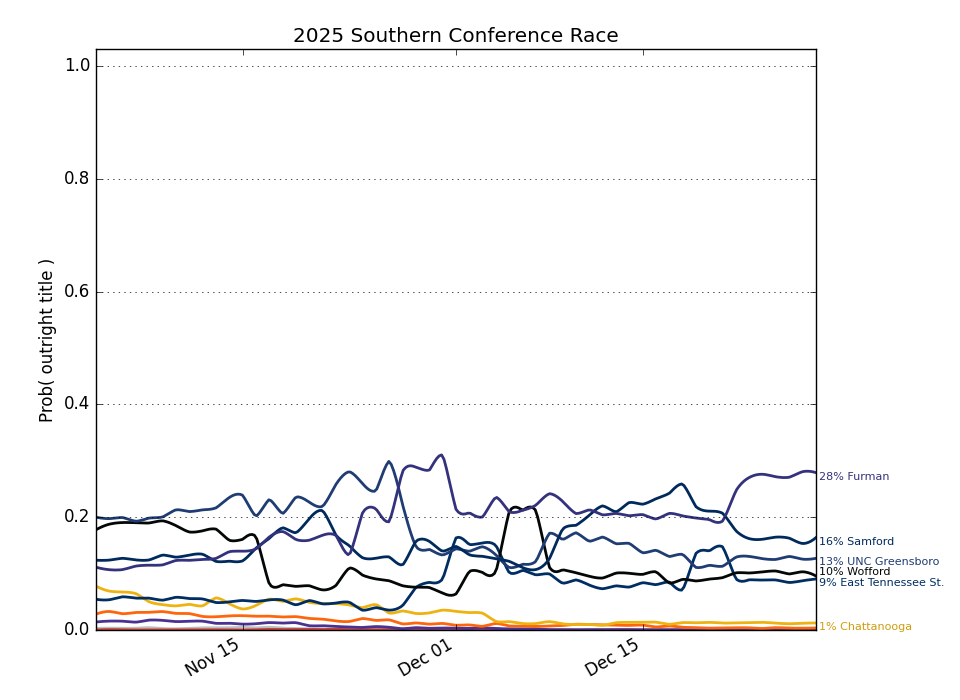 2025 Southern Conference Race
1.0
0.8
0.6
0.4
0.2
0.0
Prob( outright title )
Nov 15
Dec 01
Dec 15
28% Furman
16% Samford
13% UNC Greensboro
10% Wofford
9% East Tennessee St.
1% Chattanooga